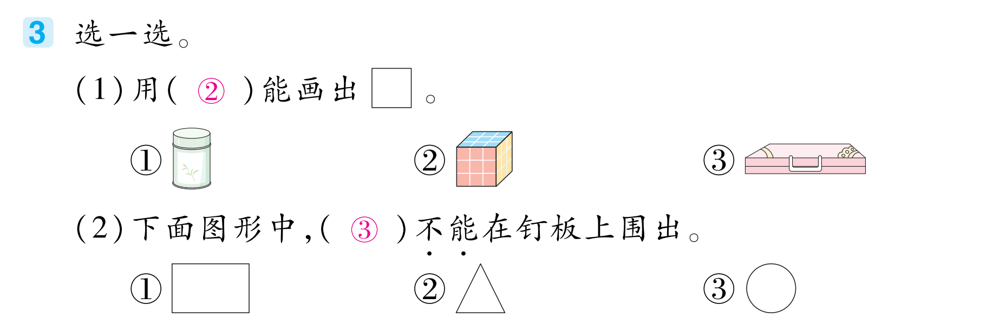 3 选一选。
(1)用( ② )能画出 。
① ② ③
(2)下面图形中,( ③ )不能在钉板上围出。
① ② ③